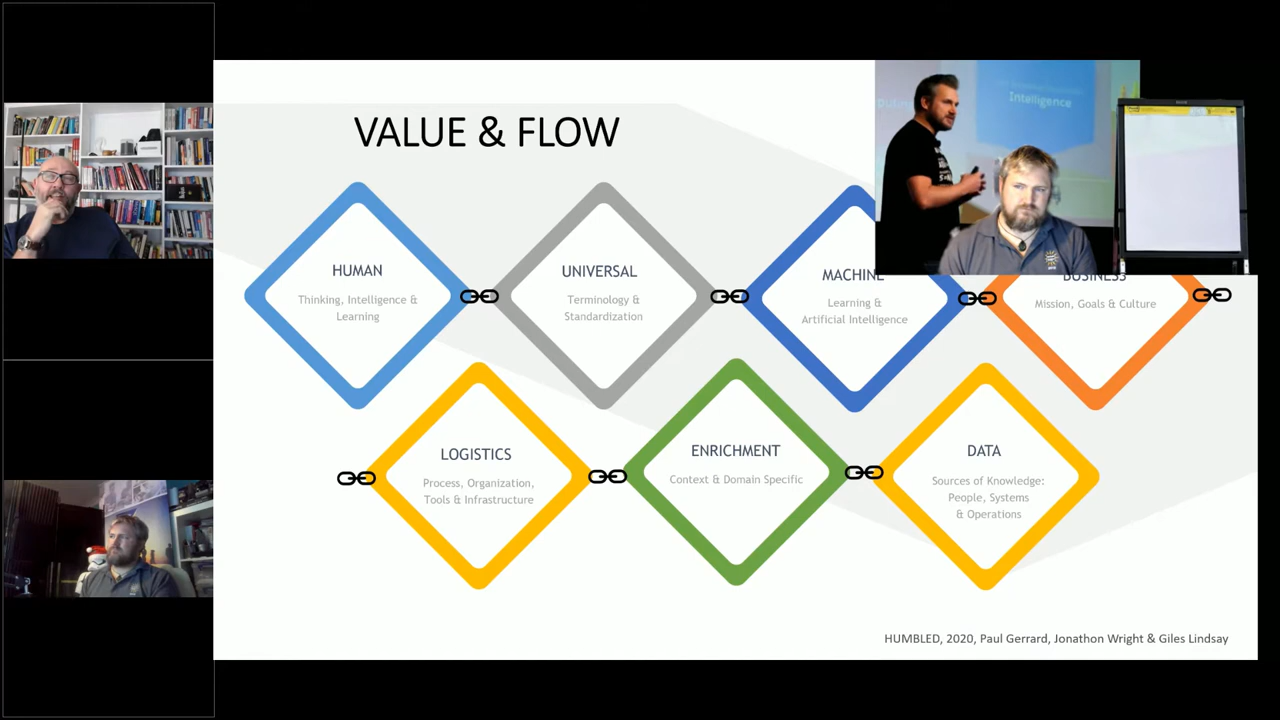 VALUE & FLOW
Intelligence
HUMAN
Thinking, Intelligence &
Learning
UNIVERSAL
Terminology &
Standardization
MACHINE
Learning &
Artificial Intelligence
BUSINESS
Mission, Goals & Culture
LOGISTICS
Process, Organization,
Tools & Infrastructure
ENRICHMENT
Context & Domain Specific
DATA
Sources of Knowledge:
People, Systems
& Operations
HUMBLED, 2020, Paul Gerrard, Jonathon Wright & Giles Lindsay